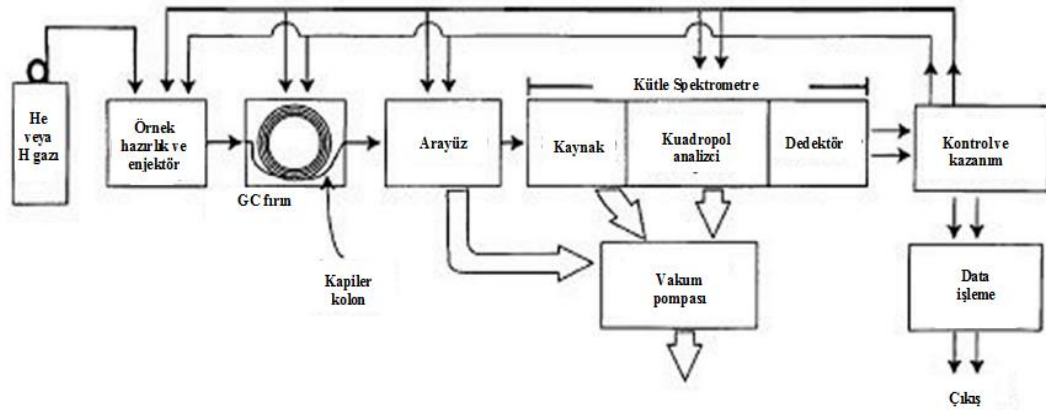 He
veya
H gazı
Örnek
hazırlık ve
enjektör
GC fırın
Kapiler
kolon
Arayüz
Kütle Spektrometre
Kaynak
Kuadropol
analizci
Dedektör
Vakum
pompası
Kontrol ve
kazanım
Data
işleme
Çıkış